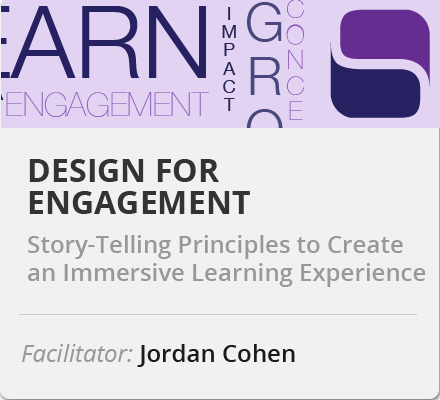 EARN
ENGAGEMENT
IMPACT
GRO
CONCE
DESIGN FOR
ENGAGEMENT
Story-Telling Principles to Create
an Immersive Learning Experience
Facilitator: Jordan Cohen